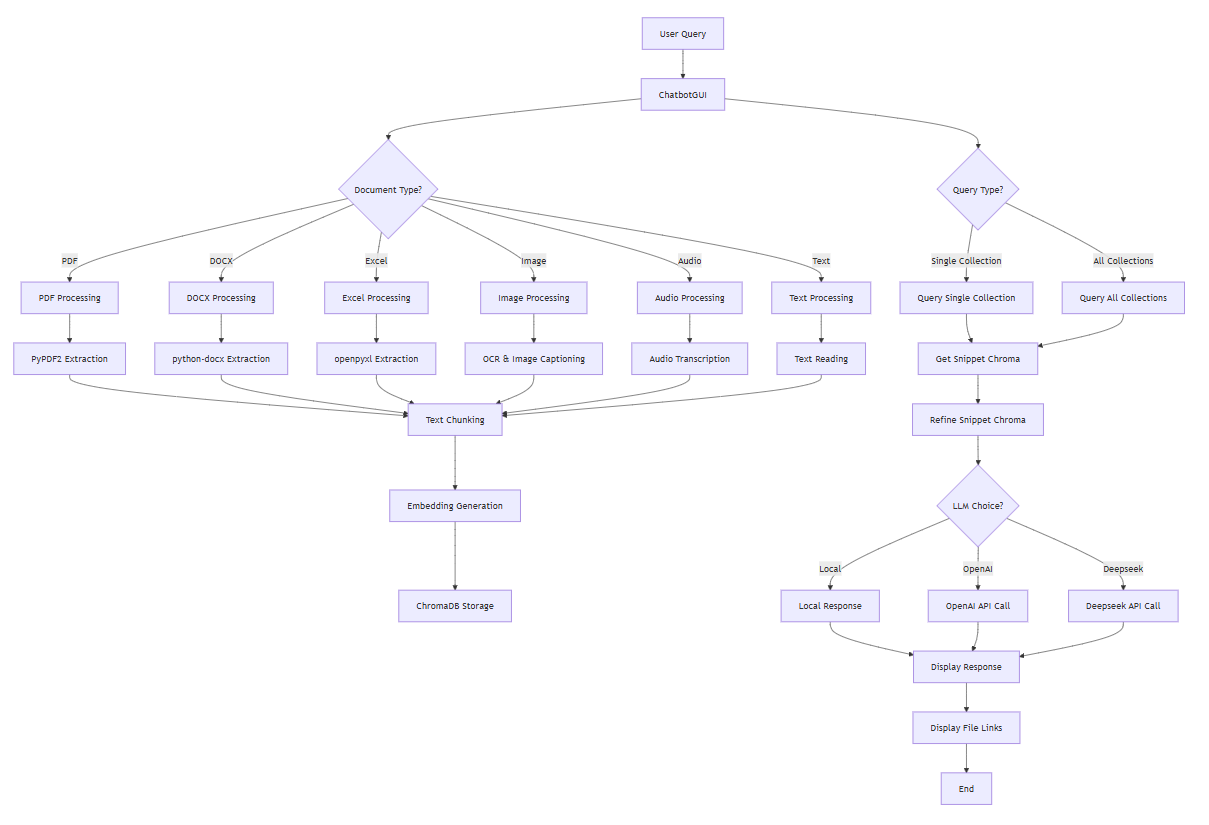 User Query
ChatbotGUI
Document Type?
Query Type?
PDF
DOCX
Excel
Image
Audio
Text
Single Collection
All Collections
PDF Processing
DOCX Processing
Excel Processing
Image Processing
Audio Processing
Text Processing
Query Single Collection
Query All Collections
PyPDF2 Extraction
python-docx Extraction
openpyxl Extraction
OCR & Image Captioning
Audio Transcription
Text Reading
Get Snippet Chroma
Text Chunking
Refine Snippet Chroma
Embedding Generation
LLM Choice?
Local
OpenAI
Deepseek
ChromaDB Storage
Local Response
OpenAI API Call
Deepseek API Call
Display Response
Display File Links
End